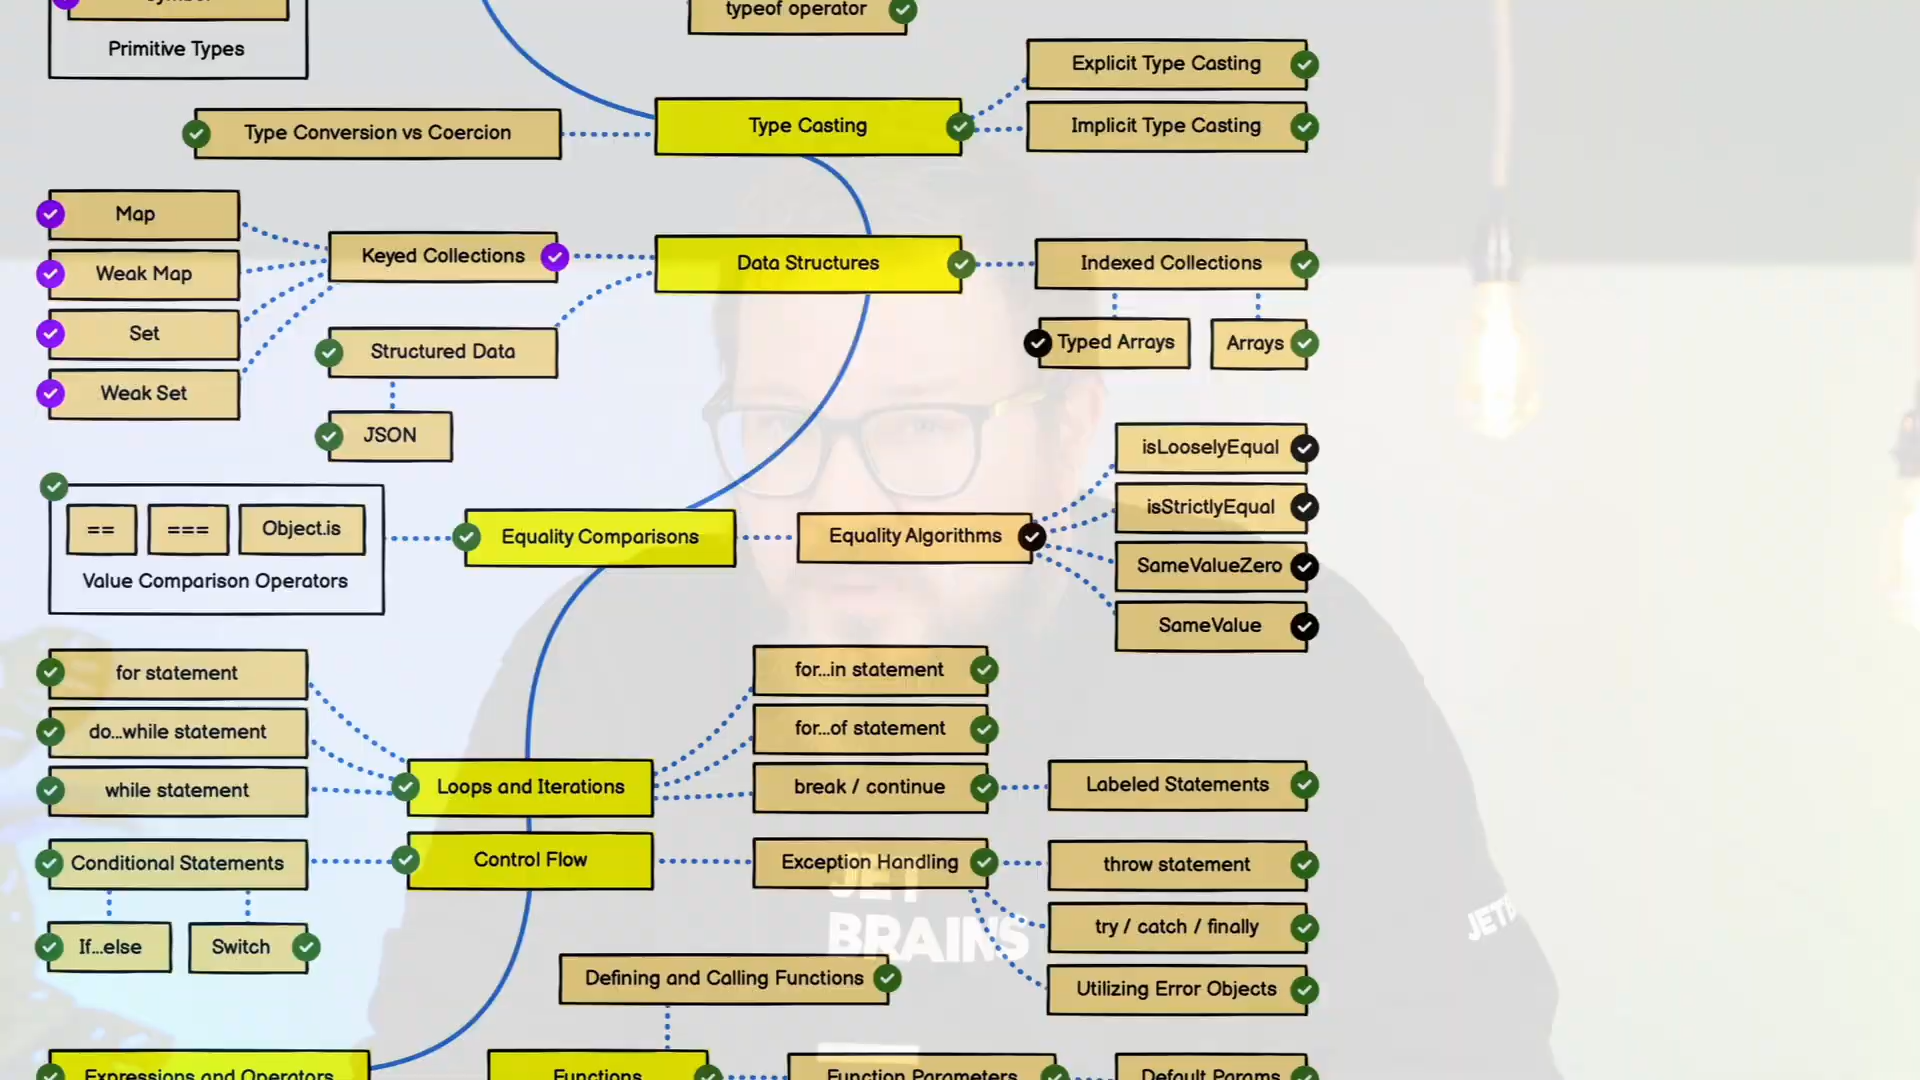 typeof operator
Primitive Types
Explicit Type Casting
Type Conversion vs Coercion
Type Casting
Implicit Type Casting
Map
Keyed Collections
Data Structures
Indexed Collections
Weak Map
Set
Structured Data
Typed Arrays
Arrays
Weak Set
JSON
isLooselyEqual
== === Object.is
Equality Comparisons
Equality Algorithms
isStrictlyEqual
Value Comparison Operators
SameValueZero
SameValue
for statement
for...in statement
do...while statement
for...of statement
while statement
Loops and Iterations
break / continue
Labeled Statements
Conditional Statements
Control Flow
Exception Handling
throw statement
JET
BRAINS
If...else
Switch
try / catch / finally
Defining and Calling Functions
Utilizing Error Objects
Expressions and Operators
Functions
Function Parameters
Default Params